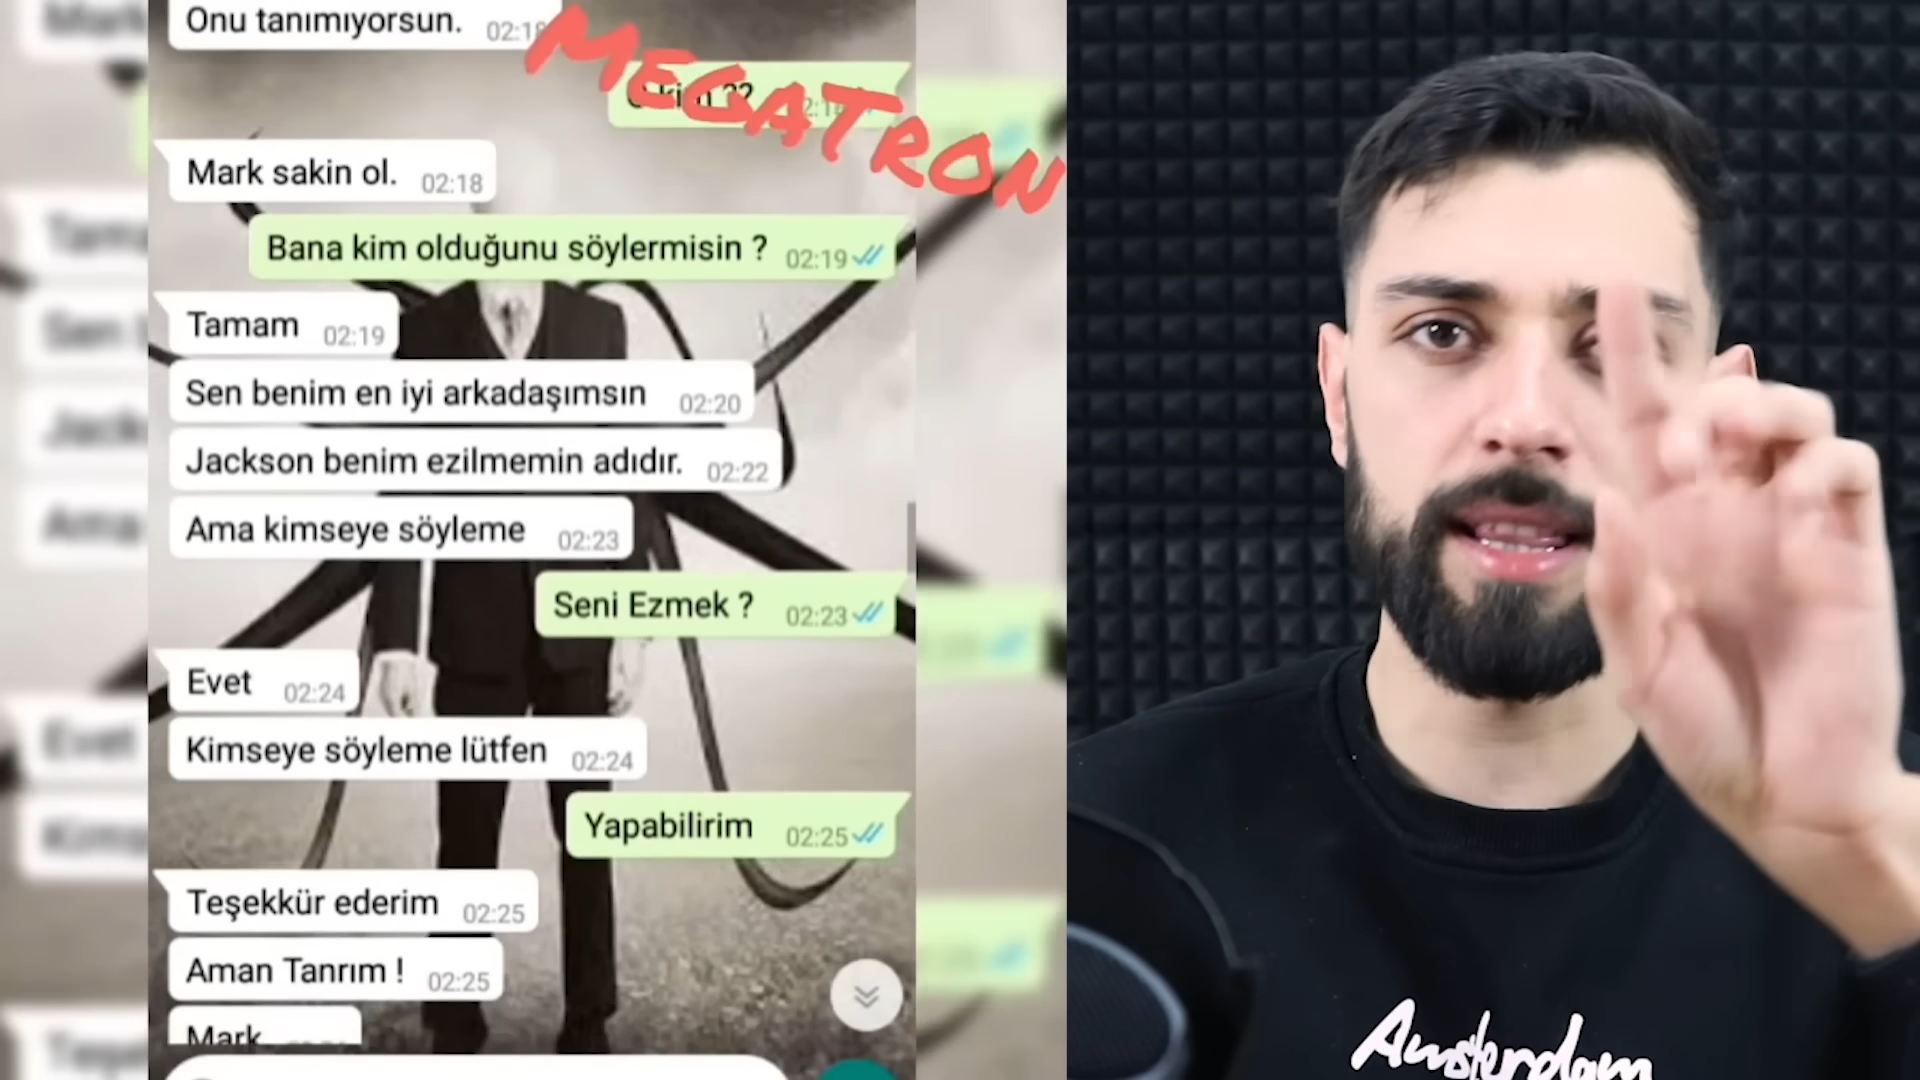 Onu tanımıyorsun. 02:18
MEGATRON
kim ??
Mark sakin ol. 02:18
Bana kim olduğunu söylermisin ? 02:19
Tamam 02:19
Sen benim en iyi arkadaşımsın 02:20
Jackson benim ezilmemin adıdır. 02:22
Ama kimseye söyleme 02:23
Seni Ezmek ? 02:23
Evet 02:24
Kimseye söyleme lütfen 02:24
Yapabilirim 02:25
Teşekkür ederim 02:25
Aman Tanrım ! 02:25
Mark
Amsterdam